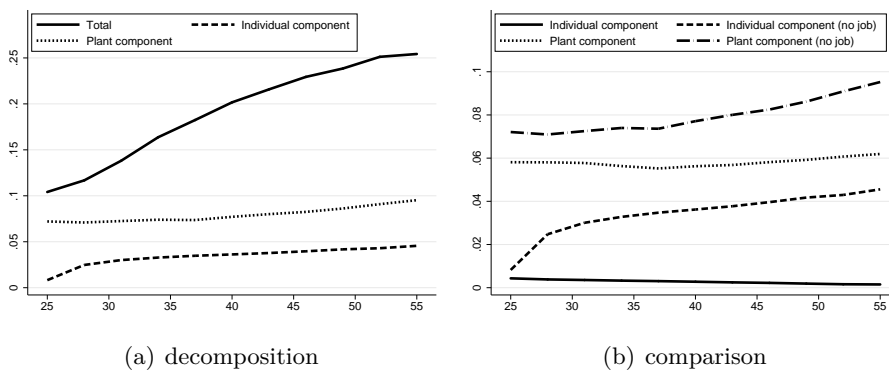 Total
Individual component
Plant component
.25
.2
.15
.1
.05
0
25 30 35 40 45 50 55
(a) decomposition
Individual component
Individual component (no job)
Plant component
Plant component (no job)
.1
.08
.06
.04
.02
0
25 30 35 40 45 50 55
(b) comparison